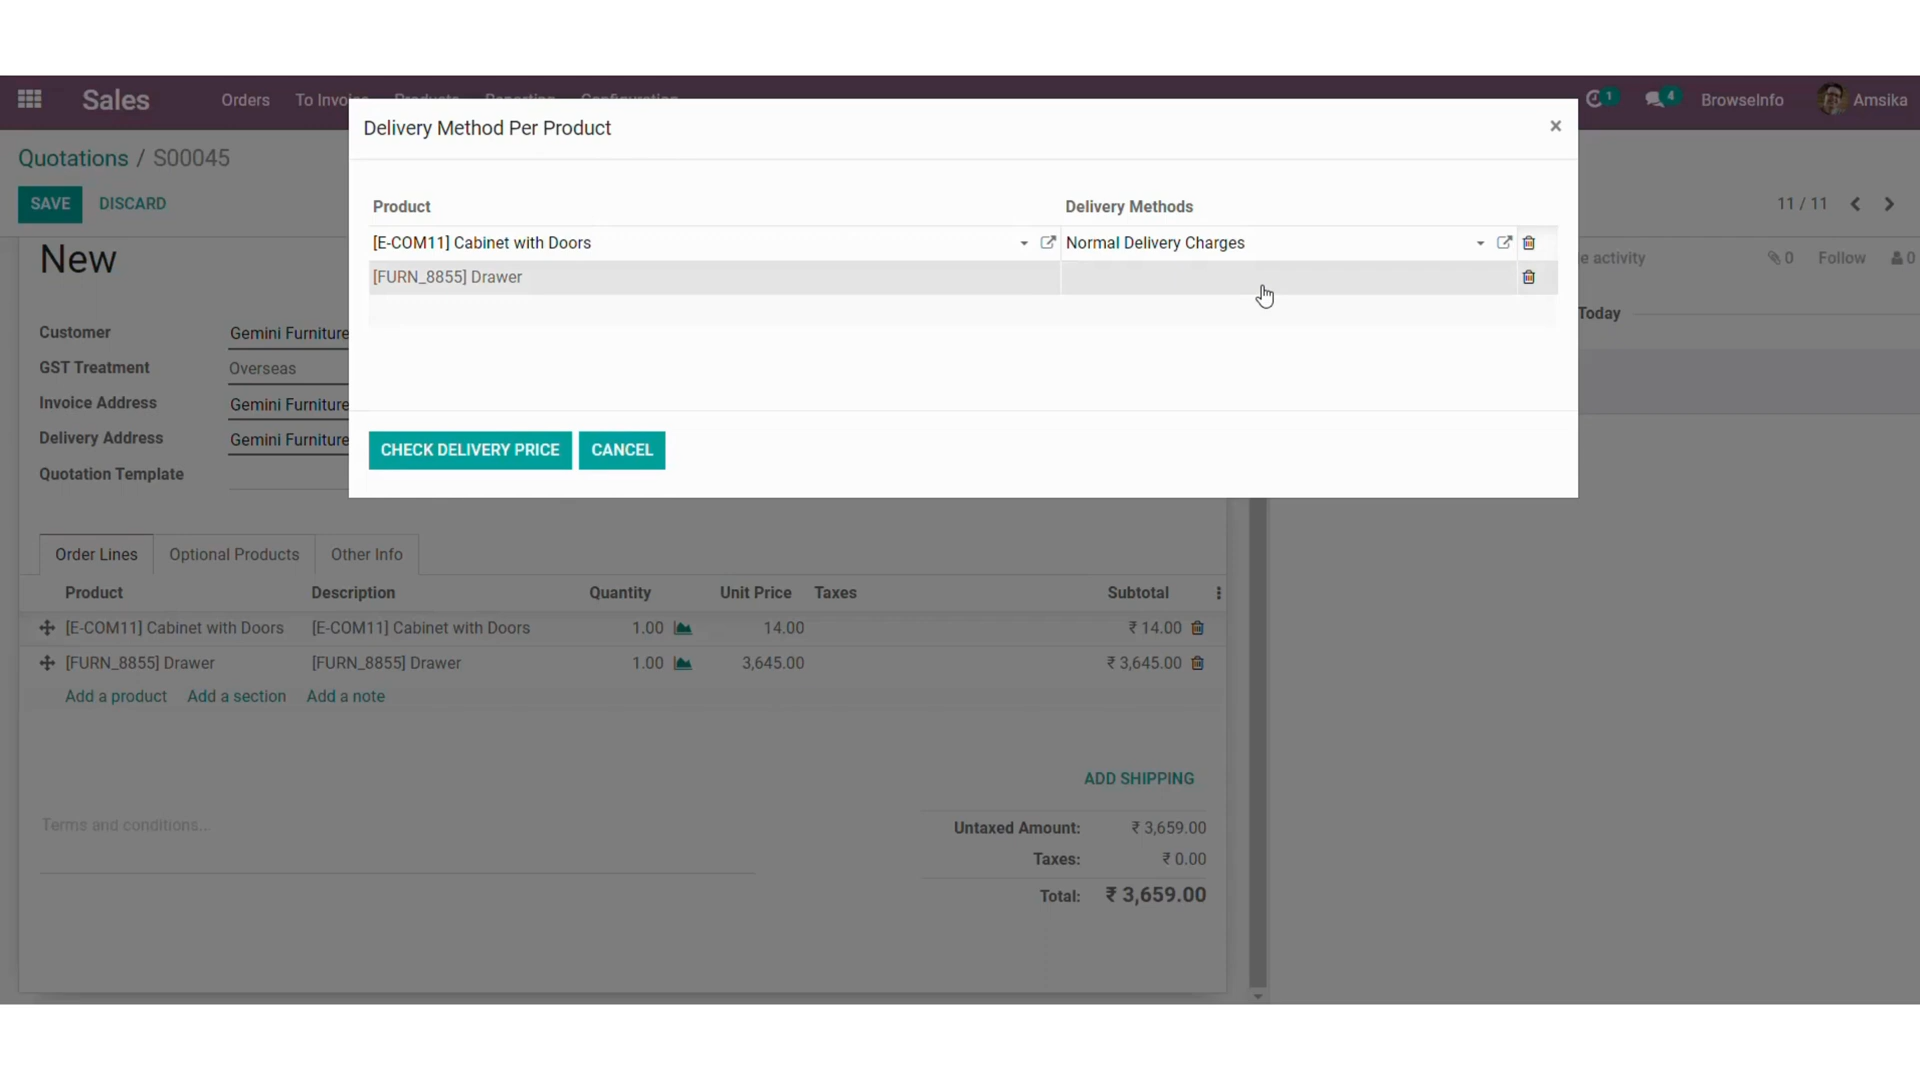 Sales Orders To Invoice Products Reporting Configuration 1 4 BrowseInfo Amsika
Delivery Method Per Product ×
Quotations / S00045
SAVE DISCARD 11 / 11
Product Delivery Methods
[E-COM11] Cabinet with Doors Normal Delivery Charges
[FURN_8855] Drawer
New
e activity 0 Follow 0
Today
Customer Gemini Furniture
GST Treatment Overseas
Invoice Address Gemini Furniture
Delivery Address Gemini Furniture
Quotation Template
CHECK DELIVERY PRICE CANCEL
Order Lines Optional Products Other Info
Product Description Quantity Unit Price Taxes Subtotal
[E-COM11] Cabinet with Doors [E-COM11] Cabinet with Doors 1.00 14.00 ₹ 14.00
[FURN_8855] Drawer [FURN_8855] Drawer 1.00 3,645.00 ₹ 3,645.00
Add a product Add a section Add a note
ADD SHIPPING
Terms and conditions...
Untaxed Amount: ₹ 3,659.00
Taxes: ₹ 0.00
Total: ₹ 3,659.00